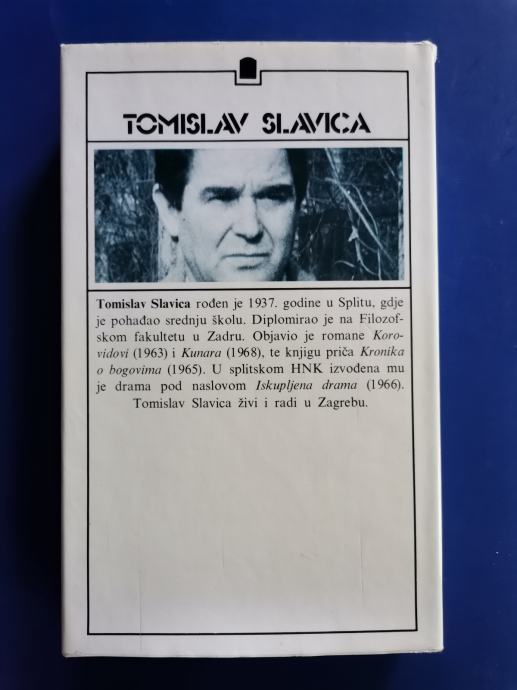 TOMISLAV SLAVICA
Tomislav Slavica rođen je 1937. godine u Splitu, gdje
je pohađao srednju školu. Diplomirao je na Filozof-
skom fakultetu u Zadru. Objavio je romane Koro-
vidovi (1963) i Kunara (1968), te knjigu priča Kronika
o bogovima (1965). U splitskom HNK izvođena mu
je drama pod naslovom Iskupljena drama (1966).
Tomislav Slavica živi i radi u Zagrebu.